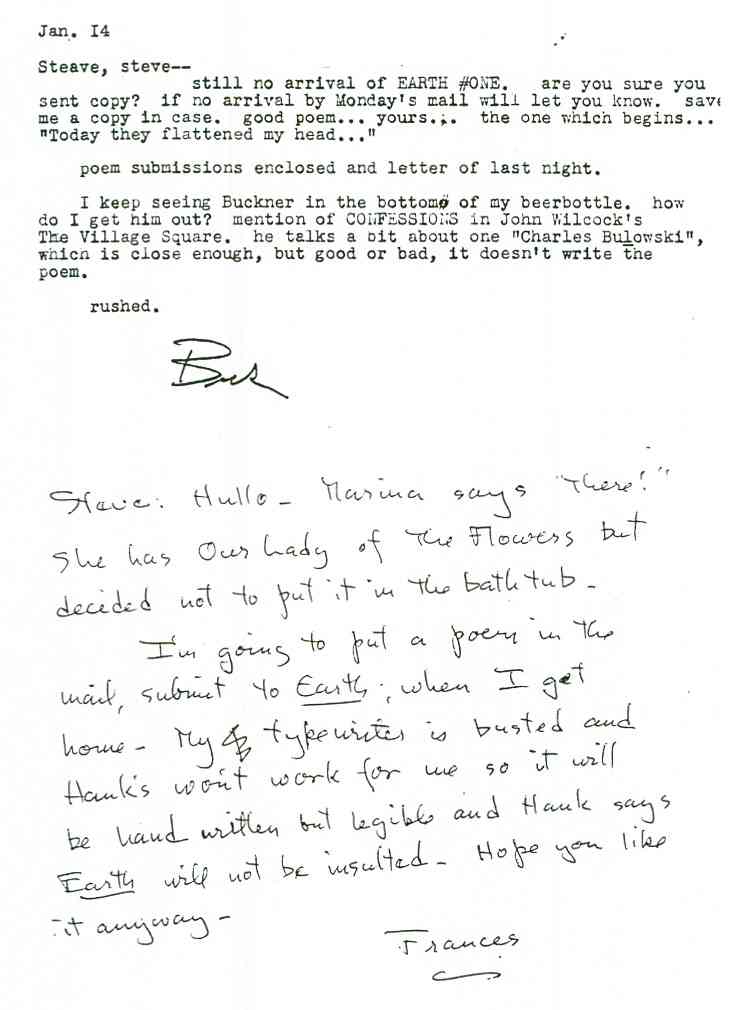 Jan. I4
Steave, steve--
still no arrival of EARTH #ONE. are you sure you
sent copy? if no arrival by Monday's mail will let you know. save
me a copy in case. good poem... yours... the one which begins...
"Today they flattened my head..."
poem submissions enclosed and letter of last night.
I keep seeing Buckner in the bottom of my beerbottle. how
do I get him out? mention of CONFESSIONS in John Wilcock's
The Village Square. he talks a bit about one "Charles Bulowski",
which is close enough, but good or bad, it doesn't write the
poem.
rushed.
Buk
Steve: Hullo - Marina says "There!"
She has Our Lady of The Flowers but
decided not to put it in the bath tub -
I'm going to put a poem in the
mail, submit to Earth, when I get
home - My typewriter is busted and
Hank's won't work for me so it will
be hand written but legible and Hank says
Earth will not be insulted - Hope you like
it anyway -
Frances